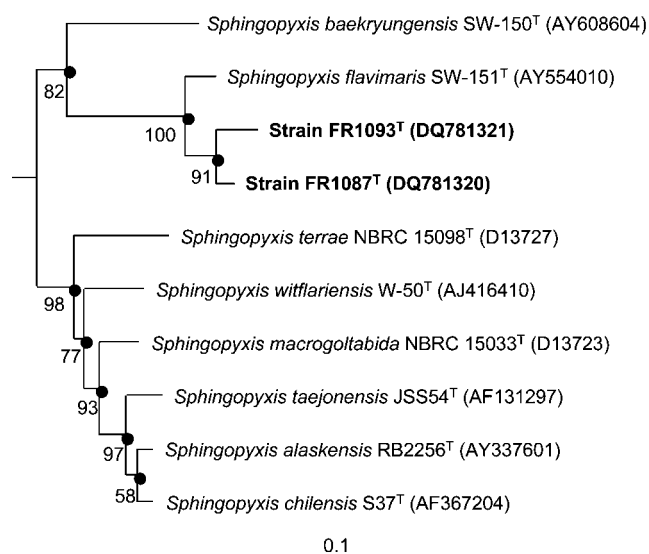 Sphingopyxis baekryungensis SW-150ᵀ (AY608604)
82
Sphingopyxis flavimaris SW-151ᵀ (AY554010)
100
Strain FR1093ᵀ (DQ781321)
91
Strain FR1087ᵀ (DQ781320)
Sphingopyxis terrae NBRC 15098ᵀ (D13727)
98
Sphingopyxis witflariensis W-50ᵀ (AJ416410)
77
Sphingopyxis macrogoltabida NBRC 15033ᵀ (D13723)
93
Sphingopyxis taejonensis JSS54ᵀ (AF131297)
97
Sphingopyxis alaskensis RB2256ᵀ (AY337601)
58
Sphingopyxis chilensis S37ᵀ (AF367204)
0.1